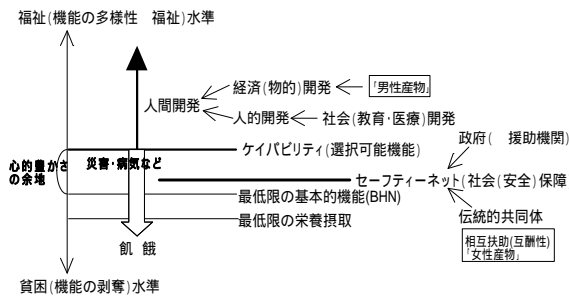 福祉(機能の多様性 福祉)水準
経済(物的)開発
「男性産物」
人間開発
人的開発
社会(教育・医療)開発
政府( 援助機関)
ケイパビリティ(選択可能機能)
心的豊かさ
の余地
災害・病気など
セーフティーネット(社会(安全)保障
最低限の基本的機能(BHN)
伝統的共同体
最低限の栄養摂取
相互扶助(互酬性)
「女性産物」
飢 餓
貧困(機能の剥奪)水準